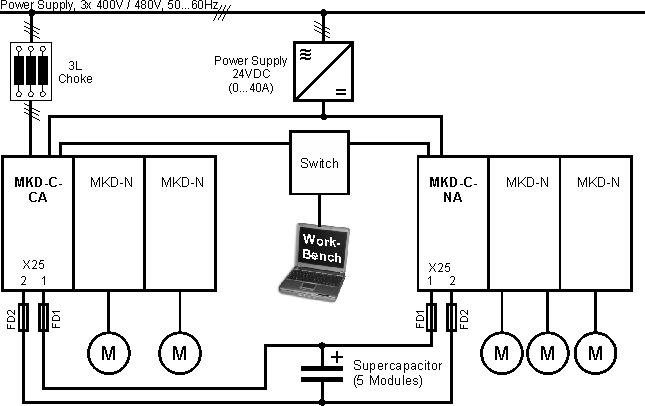 Power Supply, 3x 400V / 480V, 50...60Hz
3L
Choke
Power Supply
24VDC
(0...40A)
Switch
MKD-C-
CA
MKD-N
MKD-N
MKD-C-
NA
MKD-N
MKD-N
Work-
Bench
X25
2 1
X25
1 2
FD2
FD1
FD1
FD2
M
M
M
M
M
+
Supercapacitor
(5 Modules)